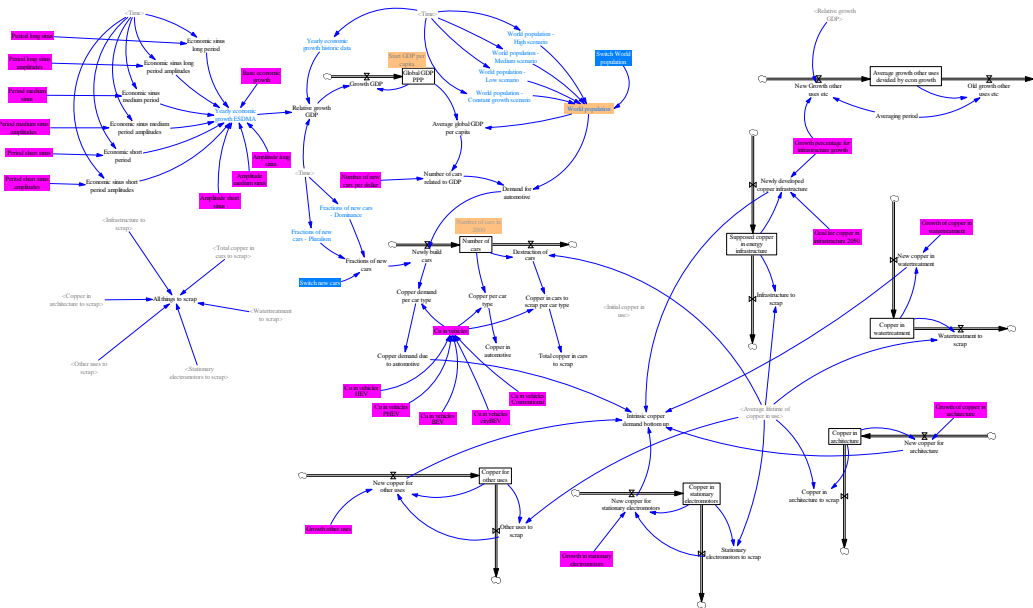 <Time>
Period long sinus
Economic sinus
long period
Period long sinus
amplitudes
Economic sinus long
period amplitudes
Base economic
growth
Period medium
sinus
Economic sinus
medium period
Yearly economic
growth ESDMA
Period medium sinus
amplitudes
Economic sinus medium
period amplitudes
Period short sinus
Economic short
period
Amplitude long
sinus
Amplitude
medium sinus
Period short sinus
amplitudes
Economic sinus short
period amplitudes
Amplitude short
sinus
<Time>
Yearly economic
growth historic data
Start GDP per
capita
Growth GDP
Global GDP
PPP
Relative growth
GDP
World population -
High scenario
World population -
Medium scenario
World population -
Low scenario
World population -
Constant growth scenario
Switch World
population
World population
Average global GDP
per capita
Number of new
cars per dollar
Number of cars
related to GDP
Demand for
automotive
<Time>
Fractions of new cars
- Dominance
Fractions of new
cars - Pluralism
Fractions of new
cars
Switch new cars
Number of cars in
2000
Newly build
cars
Number of
cars
Destruction of
cars
Copper demand
per car type
Copper per car
type
Copper in cars to
scrap per car type
Cu in vehicles
Copper demand due
to automotive
Copper in
automotive
Total copper in cars
to scrap
Cu in vehicles
HEV
Cu in vehicles
PHEV
Cu in vehicles
BEV
Cu in vehicles
cityBEV
Cu in vehicles
Conventional
<Infrastructure to
scrap>
<Total copper in
cars to scrap>
<Copper in
architecture to scrap>
All things to scrap
<Watertreatment
to scrap>
<Other uses to
scrap>
<Stationary
electromotors to scrap>
<Relative growth
GDP>
New Growth other
uses etc
Average growth other uses
devided by econ growth
Old growth other
uses etc
Averaging period
Growth percentage for
infrastructure growth
Newly developed
copper infrastructure
Supposed copper
in energy
infrastructure
Goal for copper in
infrastructure 2050
Infrastructure to
scrap
Growth of copper in
watertreatment
New copper in
watertreatment
Copper in
watertreatment
Watertreatment to
scrap
<Initial copper in
use>
Intrinsic copper
demand bottom up
<Average lifetime of
copper in use>
Growth of copper in
architecture
Copper in
architecture
New copper for
architecture
Copper in
architecture to scrap
New copper for
other uses
Copper for
other uses
Growth other uses
Other uses to
scrap
New copper for
stationary electromotors
Copper in
stationary
electromotors
Growth in stationary
electromotors
Stationary
electromotors to scrap